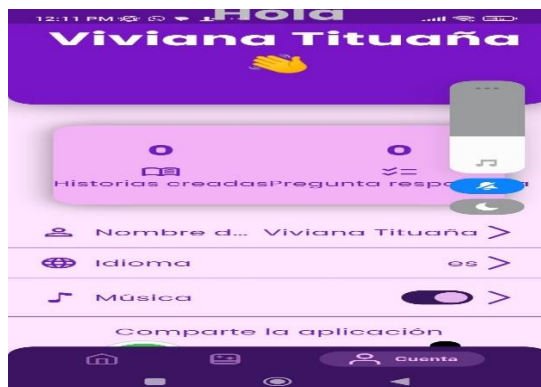 12:11 PM
Hola
Viviana Tituaña
0 0
Historias creadas Pregunta
Nombre d... Viviana Tituaña
Idioma es
Música
Comparte la aplicación
Cuenta